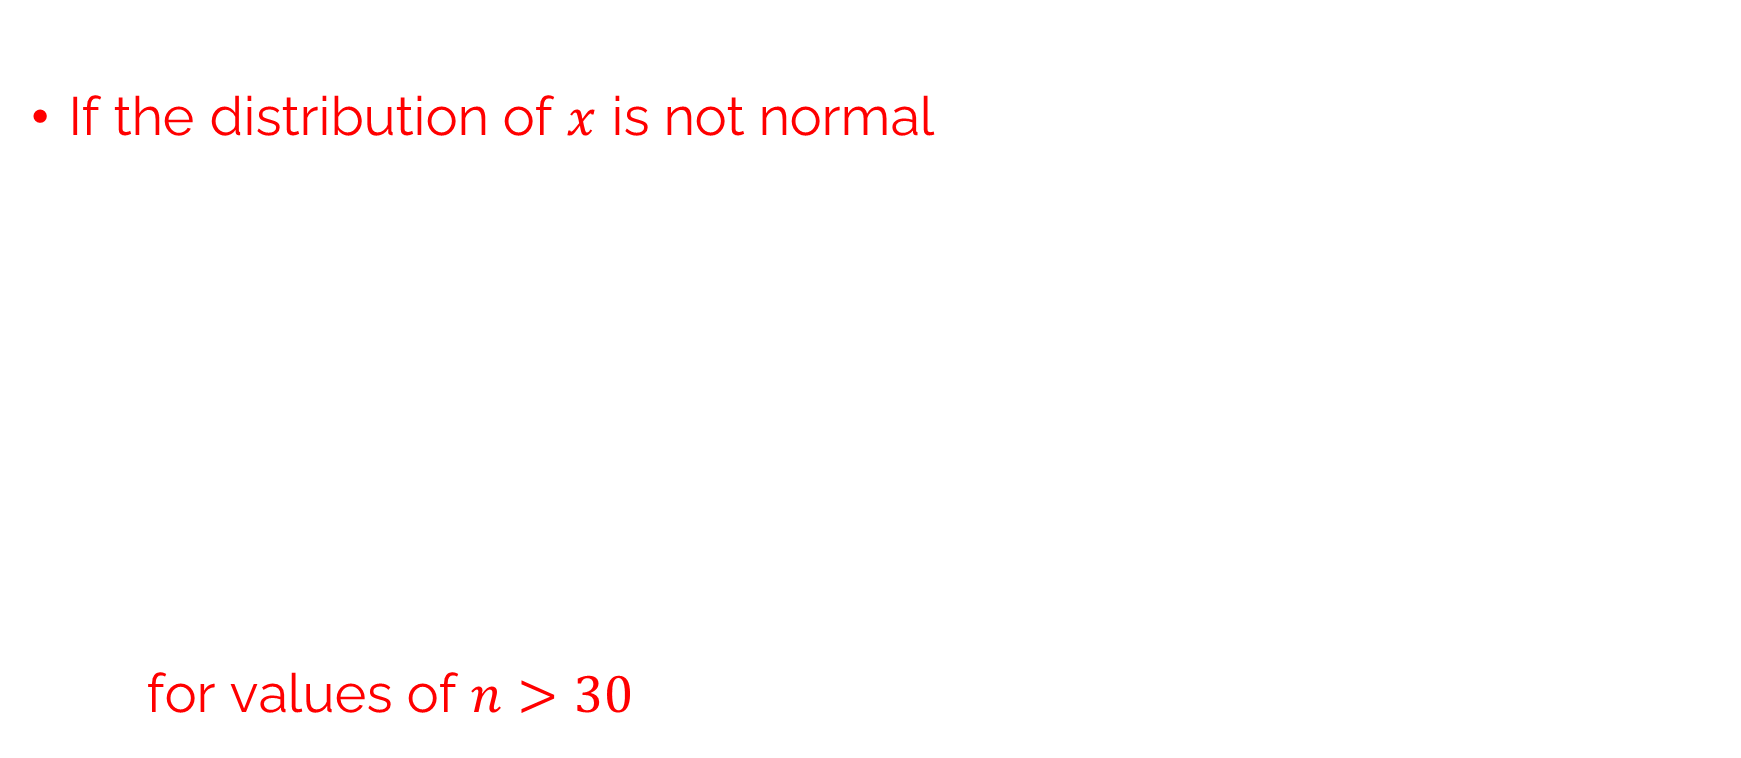 • If the distribution of x is not normal
for values of n > 30